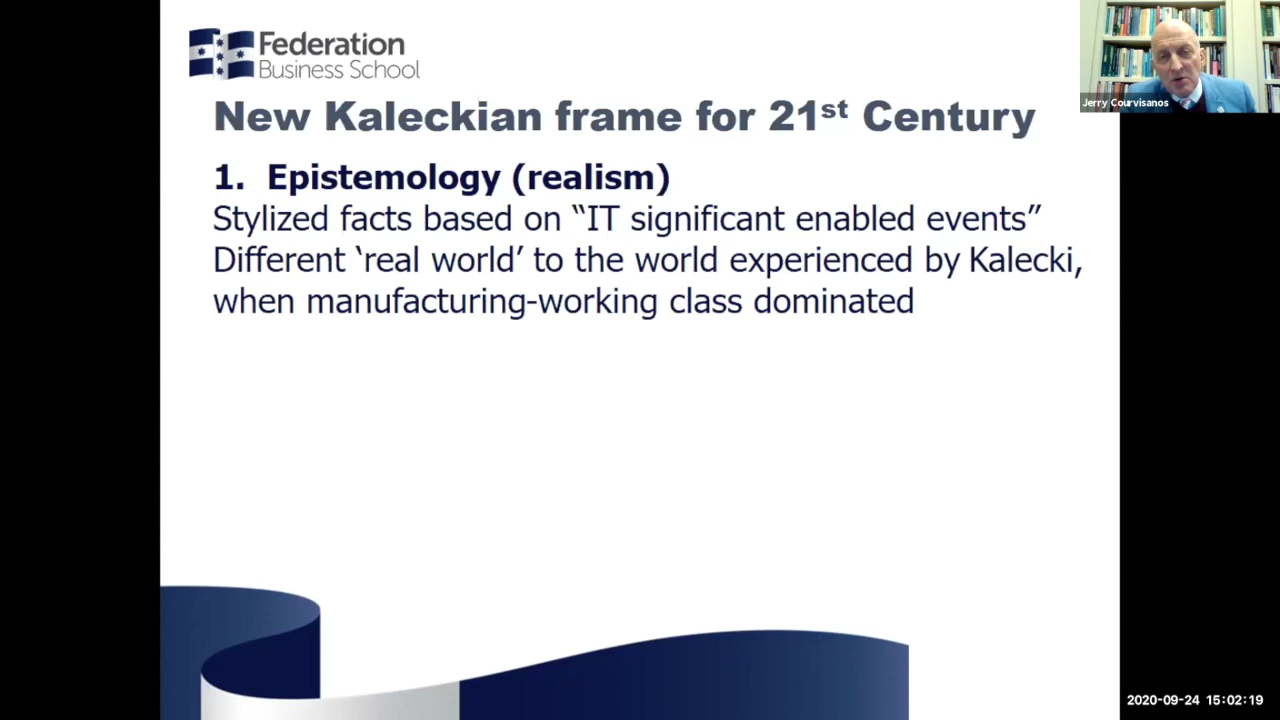 Federation
Business School
Jerry Courvisanos
New Kaleckian frame for 21st Century
1. Epistemology (realism)
Stylized facts based on “IT significant enabled events”
Different ‘real world’ to the world experienced by Kalecki,
when manufacturing-working class dominated
2020-09-24 15:02:19